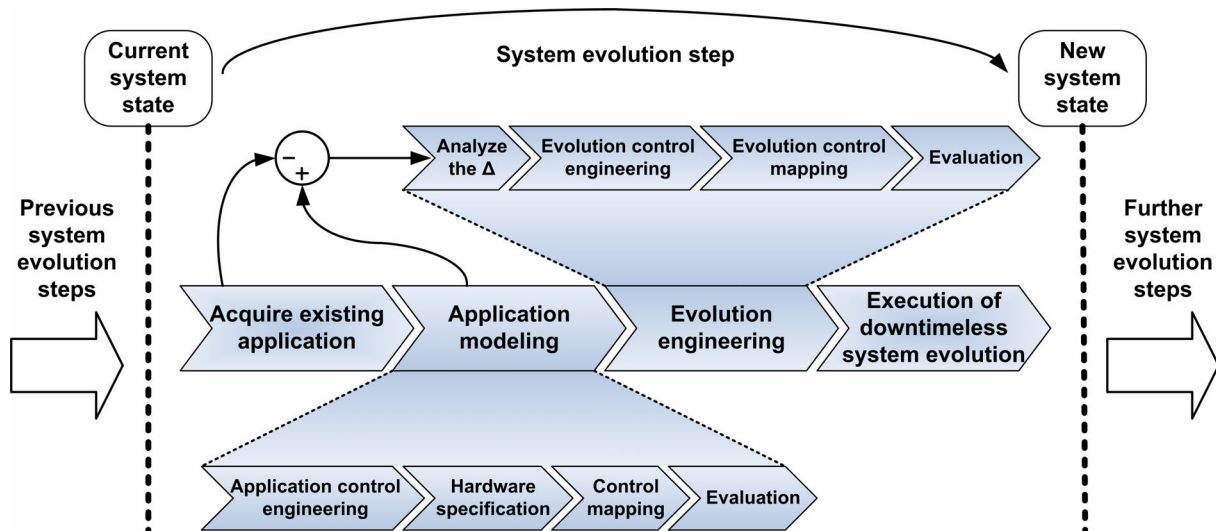 Current
system
state
System evolution step
New
system
state
−
+
Analyze
the Δ
Evolution control
engineering
Evolution control
mapping
Evaluation
Previous
system
evolution
steps
Further
system
evolution
steps
Acquire existing
application
Application
modeling
Evolution
engineering
Execution of
downtimeless
system evolution
Application control
engineering
Hardware
specification
Control
mapping
Evaluation